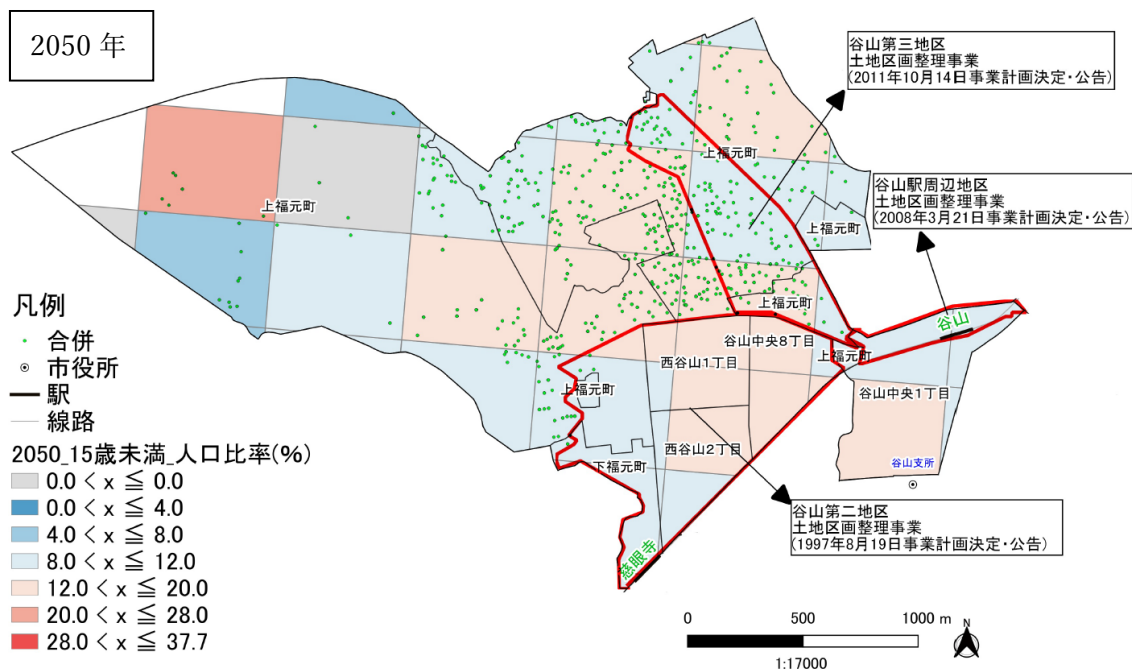 2050 年
谷山第三地区
土地区画整理事業
(2011年10月14日事業計画決定・公告)
上福元町
谷山駅周辺地区
土地区画整理事業
(2008年3月21日事業計画決定・公告)
上福元町
上福元町
上福元町
谷山
谷山中央8丁目
上福元町
西谷山1丁目
上福元町
谷山中央1丁目
西谷山2丁目
下福元町
谷山支所
谷山第二地区
土地区画整理事業
(1997年8月19日事業計画決定・公告)
慈眼寺
凡例
合併
市役所
駅
線路
2050_15歳未満_人口比率(%)
0.0 < x ≦ 0.0
0.0 < x ≦ 4.0
4.0 < x ≦ 8.0
8.0 < x ≦ 12.0
12.0 < x ≦ 20.0
20.0 < x ≦ 28.0
28.0 < x ≦ 37.7
0 500 1000 m
1:17000
N